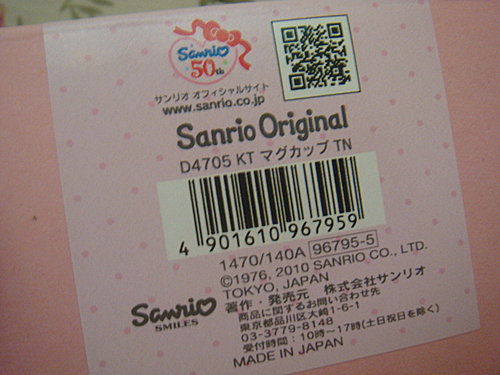 Sanrio
50th
サンリオ オフィシャルサイト
www.sanrio.co.jp
Sanrio Original
D4705 KT マグカップ TN
4 901610 967959
1470/140A 96795-5
©1976, 2010 SANRIO CO., LTD.
TOKYO, JAPAN
著作・発売元 株式会社サンリオ
Sanrio
SMILES
商品に関するお問い合わせ先
東京都品川区大崎1-6-1
03-3779-8148
受付時間：10時〜17時(土日祝日を除く)
MADE IN JAPAN